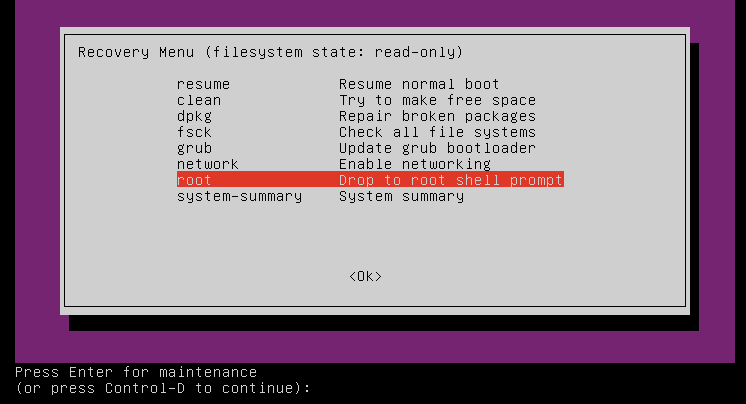 Recovery Menu (filesystem state: read-only)
resume Resume normal boot
clean Try to make free space
dpkg Repair broken packages
fsck Check all file systems
grub Update grub bootloader
network Enable networking
root Drop to root shell prompt
system-summary System summary
<Ok>
Press Enter for maintenance
(or press Control-D to continue):